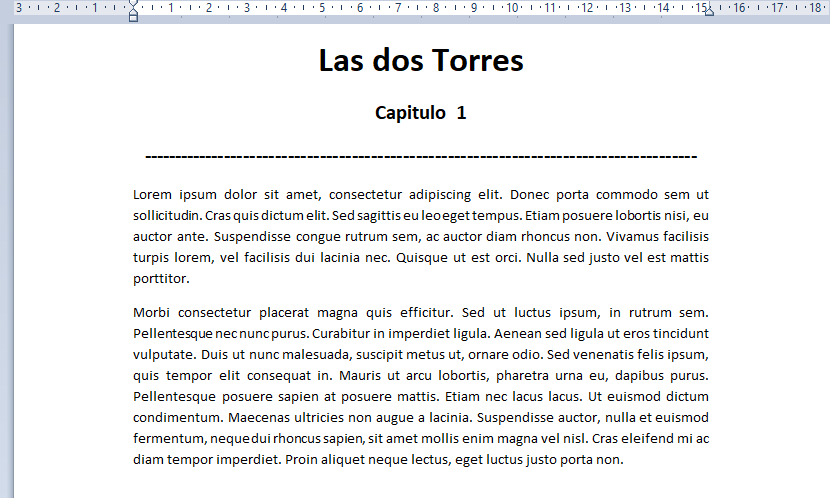 3 2 1 1 2 3 4 5 6 7 8 9 10 11 12 13 14 15 16 17 18
Las dos Torres
Capitulo 1
--------------------------------------------------------------------------------------------
Lorem ipsum dolor sit amet, consectetur adipiscing elit. Donec porta commodo sem ut
sollicitudin. Cras quis dictum elit. Sed sagittis eu leo eget tempus. Etiam posuere lobortis nisi, eu
auctor ante. Suspendisse congue rutrum sem, ac auctor diam rhoncus non. Vivamus facilisis
turpis lorem, vel facilisis dui lacinia nec. Quisque ut est orci. Nulla sed justo vel est mattis
porttitor.
Morbi consectetur placerat magna quis efficitur. Sed ut luctus ipsum, in rutrum sem.
Pellentesque nec nunc purus. Curabitur in imperdiet ligula. Aenean sed ligula ut eros tincidunt
vulputate. Duis ut nunc malesuada, suscipit metus ut, ornare odio. Sed venenatis felis ipsum,
quis tempor elit consequat in. Mauris ut arcu lobortis, pharetra urna eu, dapibus purus.
Pellentesque posuere sapien at posuere mattis. Etiam nec lacus lacus. Ut euismod dictum
condimentum. Maecenas ultricies non augue a lacinia. Suspendisse auctor, nulla et euismod
fermentum, neque dui rhoncus sapien, sit amet mollis enim magna vel nisl. Cras eleifend mi ac
diam tempor imperdiet. Proin aliquet neque lectus, eget luctus justo porta non.